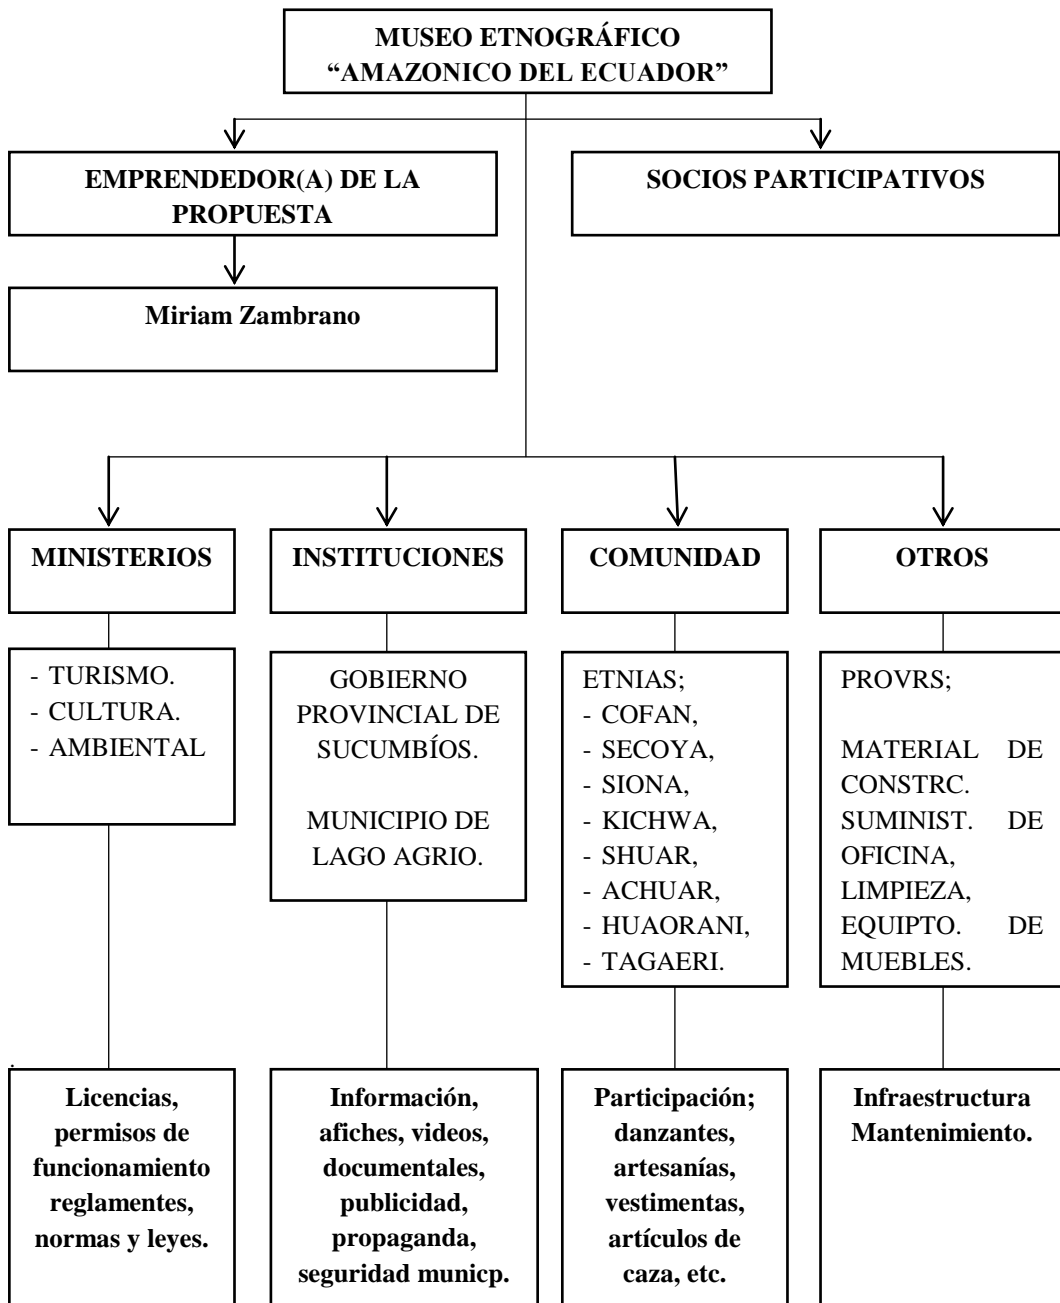 MUSEO ETNOGRÁFICO
“AMAZONICO DEL ECUADOR”
EMPRENDEDOR(A) DE LA
PROPUESTA
SOCIOS PARTICIPATIVOS
Miriam Zambrano
MINISTERIOS
INSTITUCIONES
COMUNIDAD
OTROS
- TURISMO.
- CULTURA.
- AMBIENTAL
GOBIERNO
PROVINCIAL DE
SUCUMBÍOS.
MUNICIPIO DE
LAGO AGRIO.
ETNIAS;
- COFAN,
- SECOYA,
- SIONA,
- KICHWA,
- SHUAR,
- ACHUAR,
- HUAORANI,
- TAGAERI.
PROVRS;
MATERIAL DE
CONSTRC.
SUMINIST. DE
OFICINA,
LIMPIEZA,
EQUIPTO. DE
MUEBLES.
.
Licencias,
permisos de
funcionamiento
reglamentes,
normas y leyes.
Información,
afiches, videos,
documentales,
publicidad,
propaganda,
seguridad municp.
Participación;
danzantes,
artesanías,
vestimentas,
artículos de
caza, etc.
Infraestructura
Mantenimiento.